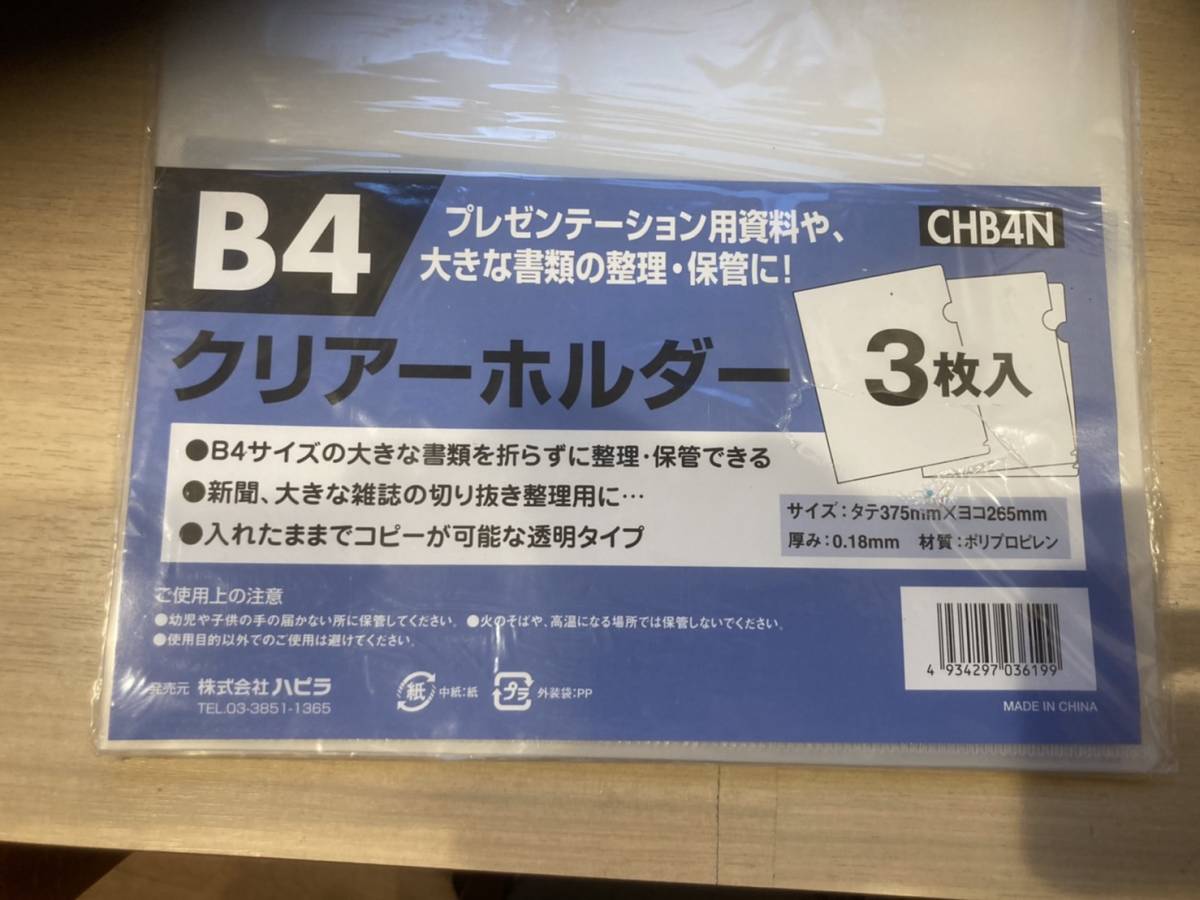 B4
プレゼンテーション用資料や、
大きな書類の整理・保管に!
CHB4N
クリアーホルダー
3枚入
●B4サイズの大きな書類を折らずに整理・保管できる
●新聞、大きな雑誌の切り抜き整理用に…
●入れたままでコピーが可能な透明タイプ
サイズ:タテ375mm×ヨコ265mm
厚み:0.18mm 材質:ポリプロピレン
ご使用上の注意
●幼児や子供の手の届かない所に保管してください。 ●火のそばや、高温になる場所では保管しないでください。
●使用目的以外でのご使用は避けてください。
発売元 株式会社ハピラ
TEL.03-3851-1365
紙 中紙:紙 プラ 外装袋:PP
4 934297 036199
MADE IN CHINA